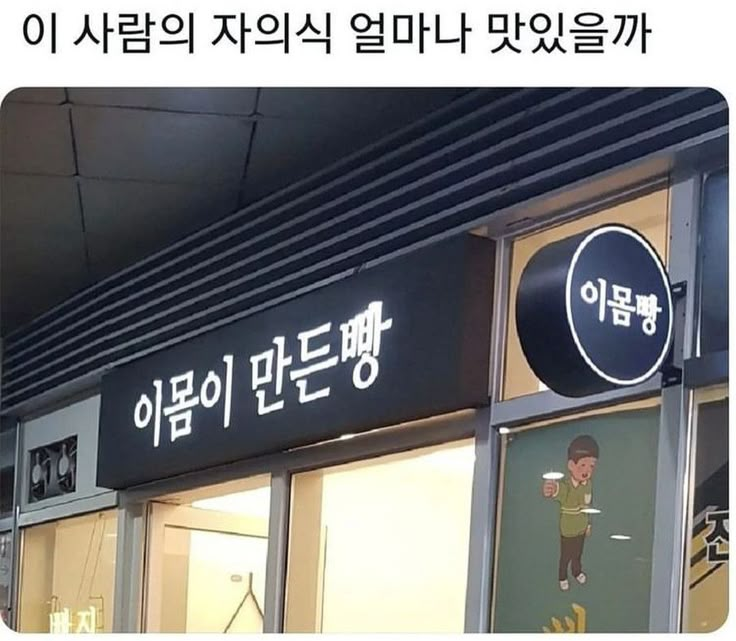 이 사람의 자의식 얼마나 맛있을까
이몸이 만든빵
이몸빵